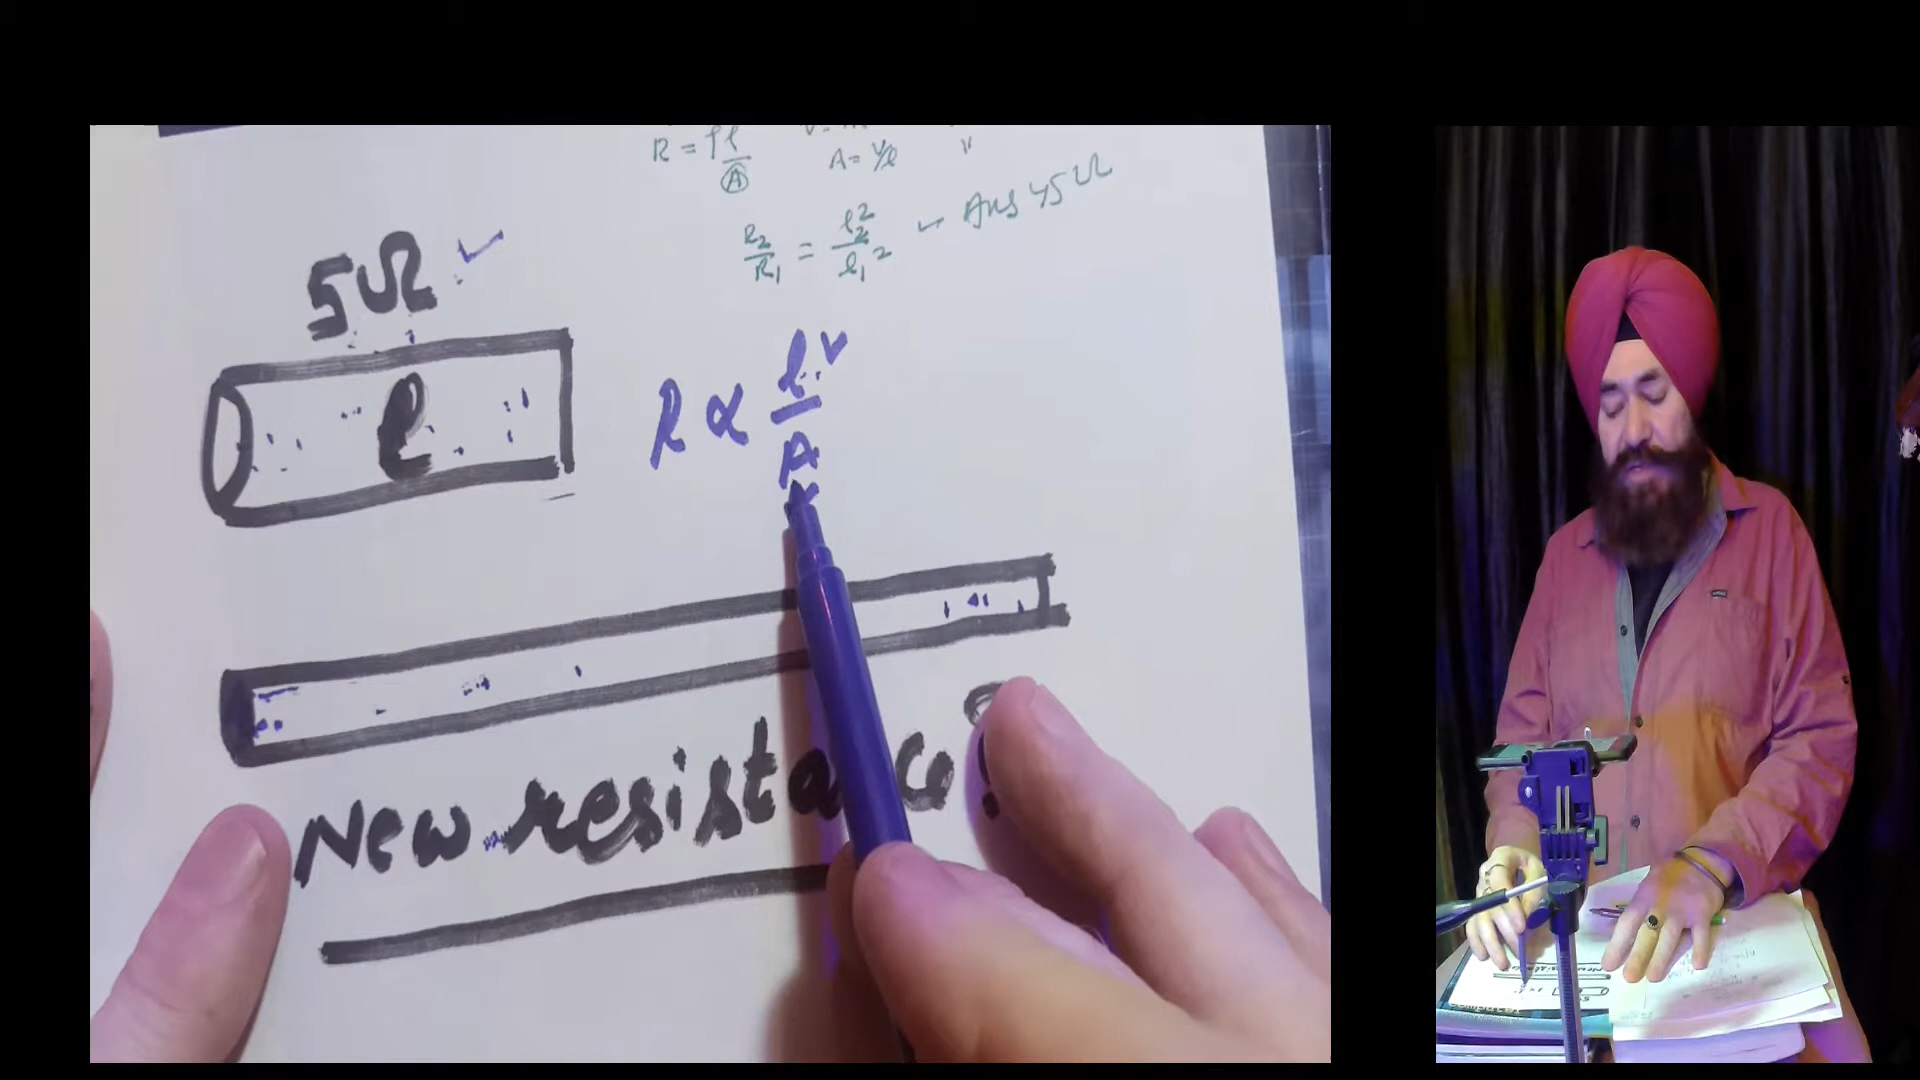 R = ρl/A A = V/l "
R₂/R₁ = l₂²/l₁² ✓ Ans 45Ω
5Ω ✓
l
R ∝ l/A
New resistance?